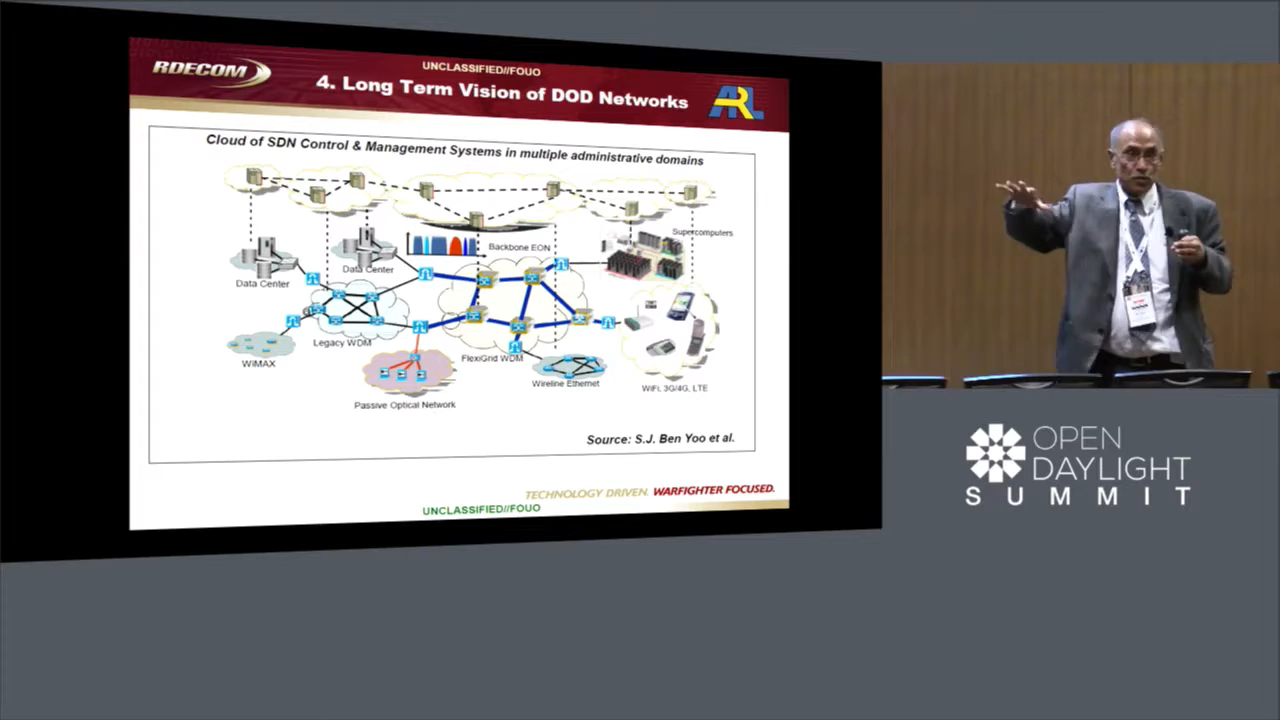 RDECOM
UNCLASSIFIED//FOUO
4. Long Term Vision of DOD Networks
ARL
Cloud of SDN Control & Management Systems in multiple administrative domains
Supercomputers
Backbone EON
Data Center
Data Center
Legacy WDM
FlexiGrid WDM
WiMAX
Wireline Ethernet
WiFi, 3G/4G, LTE
Passive Optical Network
Source: S.J. Ben Yoo et al.
TECHNOLOGY DRIVEN. WARFIGHTER FOCUSED.
UNCLASSIFIED//FOUO
OPEN
DAYLIGHT
SUMMIT